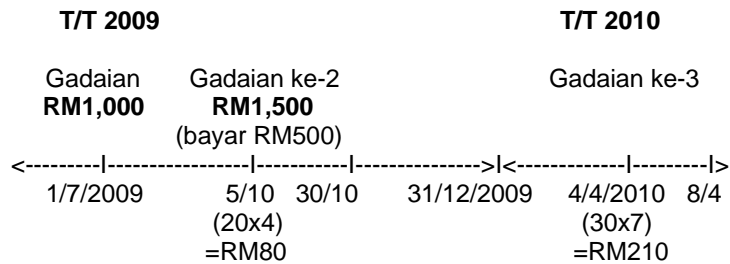 T/T 2009 T/T 2010
Gadaian Gadaian ke-2 Gadaian ke-3
RM1,000 RM1,500
(bayar RM500)
<---------l-----------------l-----------l--------------->l<-------------l---------l>
1/7/2009 5/10 30/10 31/12/2009 4/4/2010 8/4
(20x4) (30x7)
=RM80 =RM210